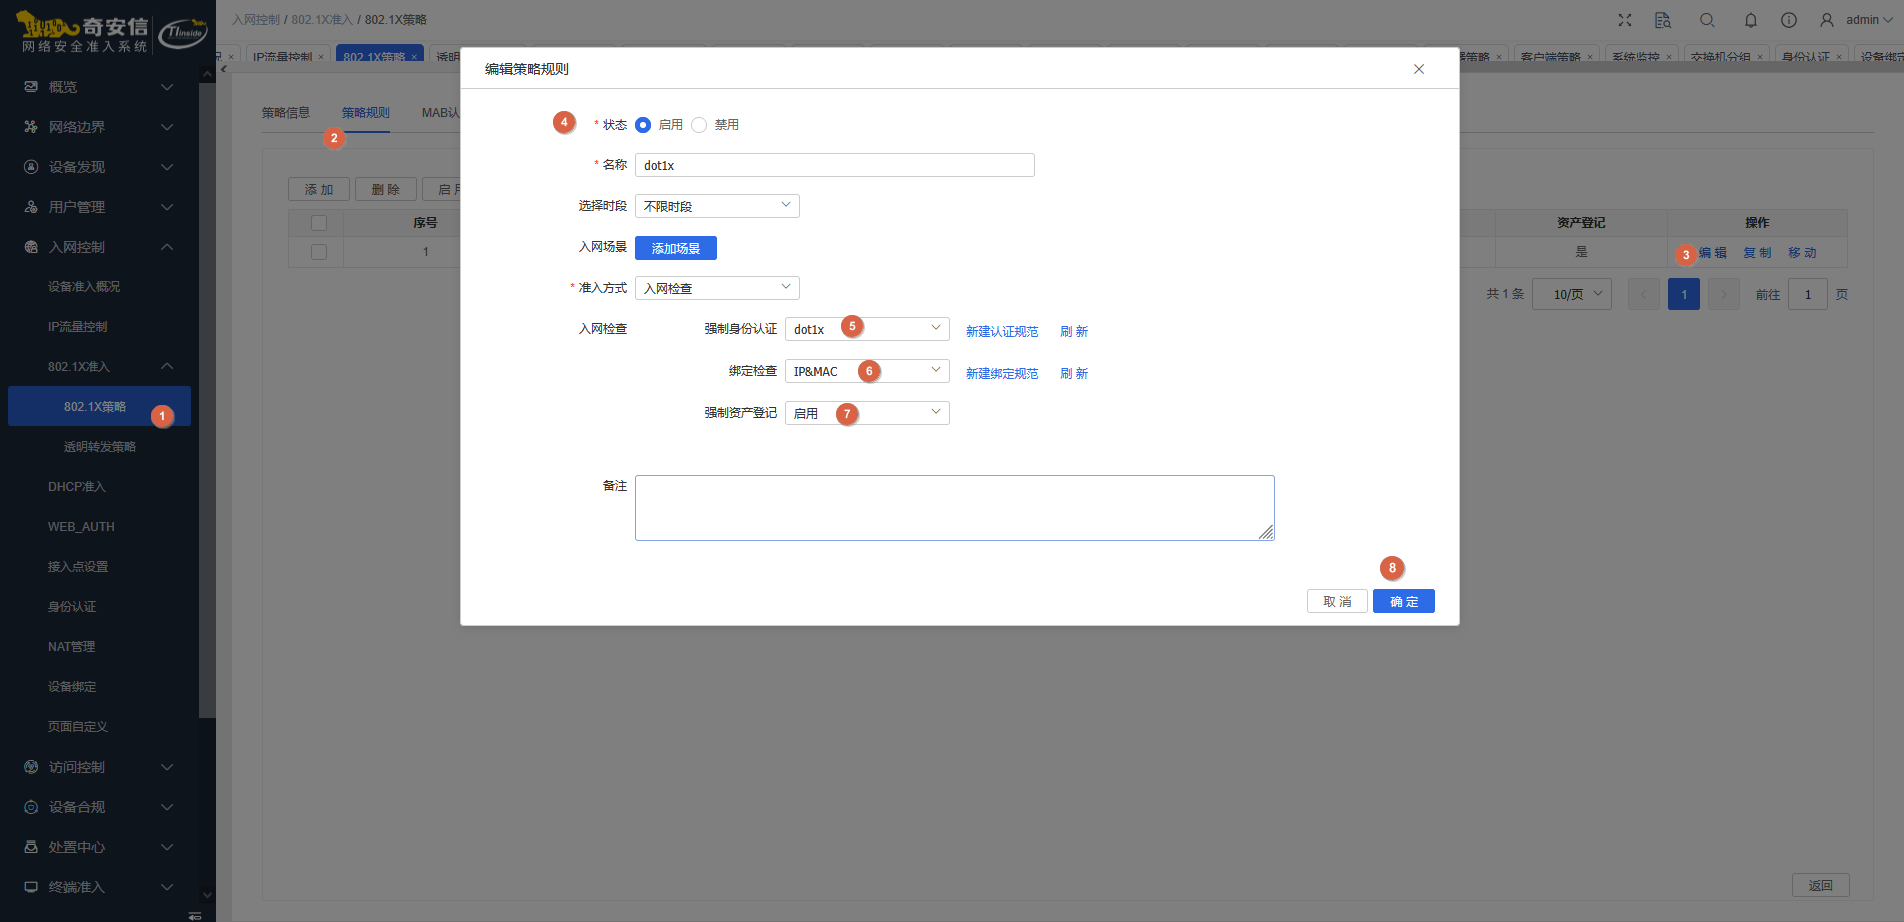 奇安信
网络安全准入系统
TInside
入网控制 / 802.1X准入 / 802.1X策略
admin
况 × IP流量控制 × 802.1X策略 × 透明
策略 × 客户端策略 × 系统监控 × 交换机分组 × 身份认证 × 设备绑定
概览
网络边界
设备发现
用户管理
入网控制
设备准入概况
IP流量控制
802.1X准入
802.1X策略
1
透明转发策略
DHCP准入
WEB_AUTH
接入点设置
身份认证
NAT管理
设备绑定
页面自定义
访问控制
设备合规
处置中心
终端准入
策略信息 策略规则 MAB认
2
添 加 删 除 启 用
序号
1
资产登记 操作
是 3 编 辑 复 制 移 动
共 1 条 10/页 < 1 > 前往 1 页
返回
编辑策略规则 ×
4 * 状态 启用 禁用
* 名称 dot1x
选择时段 不限时段
入网场景 添加场景
* 准入方式 入网检查
入网检查 强制身份认证 dot1x 5 新建认证规范 刷 新
绑定检查 IP&MAC 6 新建绑定规范 刷 新
强制资产登记 启用 7
备注
8
取 消 确 定